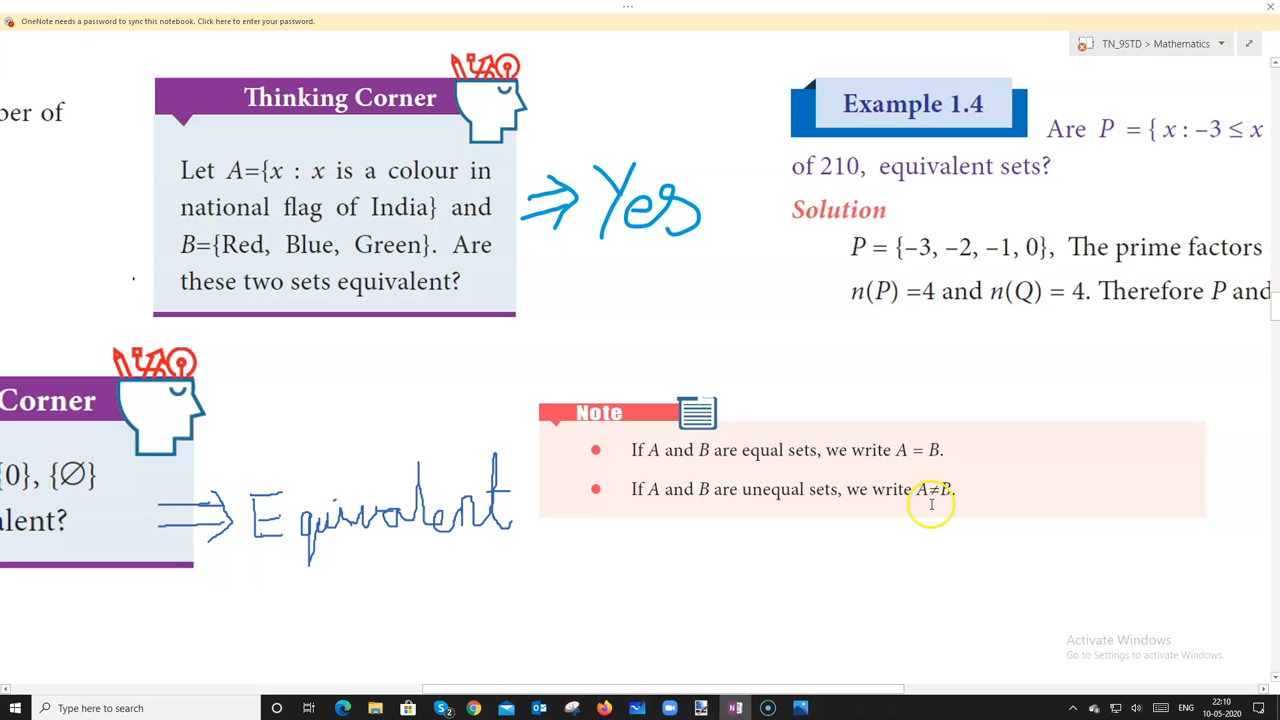 OneNote needs a password to sync this notebook. Click here to enter your password.
TN_9STD > Mathematics
ber of
Thinking Corner
Let A={x : x is a colour in
national flag of India} and
B={Red, Blue, Green}. Are
these two sets equivalent?
⇒ Yes
Example 1.4
Are P = { x : –3 ≤ x
of 210, equivalent sets?
Solution
P = {–3, –2, –1, 0}, The prime factors
n(P) =4 and n(Q) = 4. Therefore P and
Corner
{0}, {∅}
alent?
⇒ Equivalent
Note
If A and B are equal sets, we write A = B.
If A and B are unequal sets, we write A≠B.
Activate Windows
Go to Settings to activate Windows.
Type here to search
ENG
22:10
10-05-2020